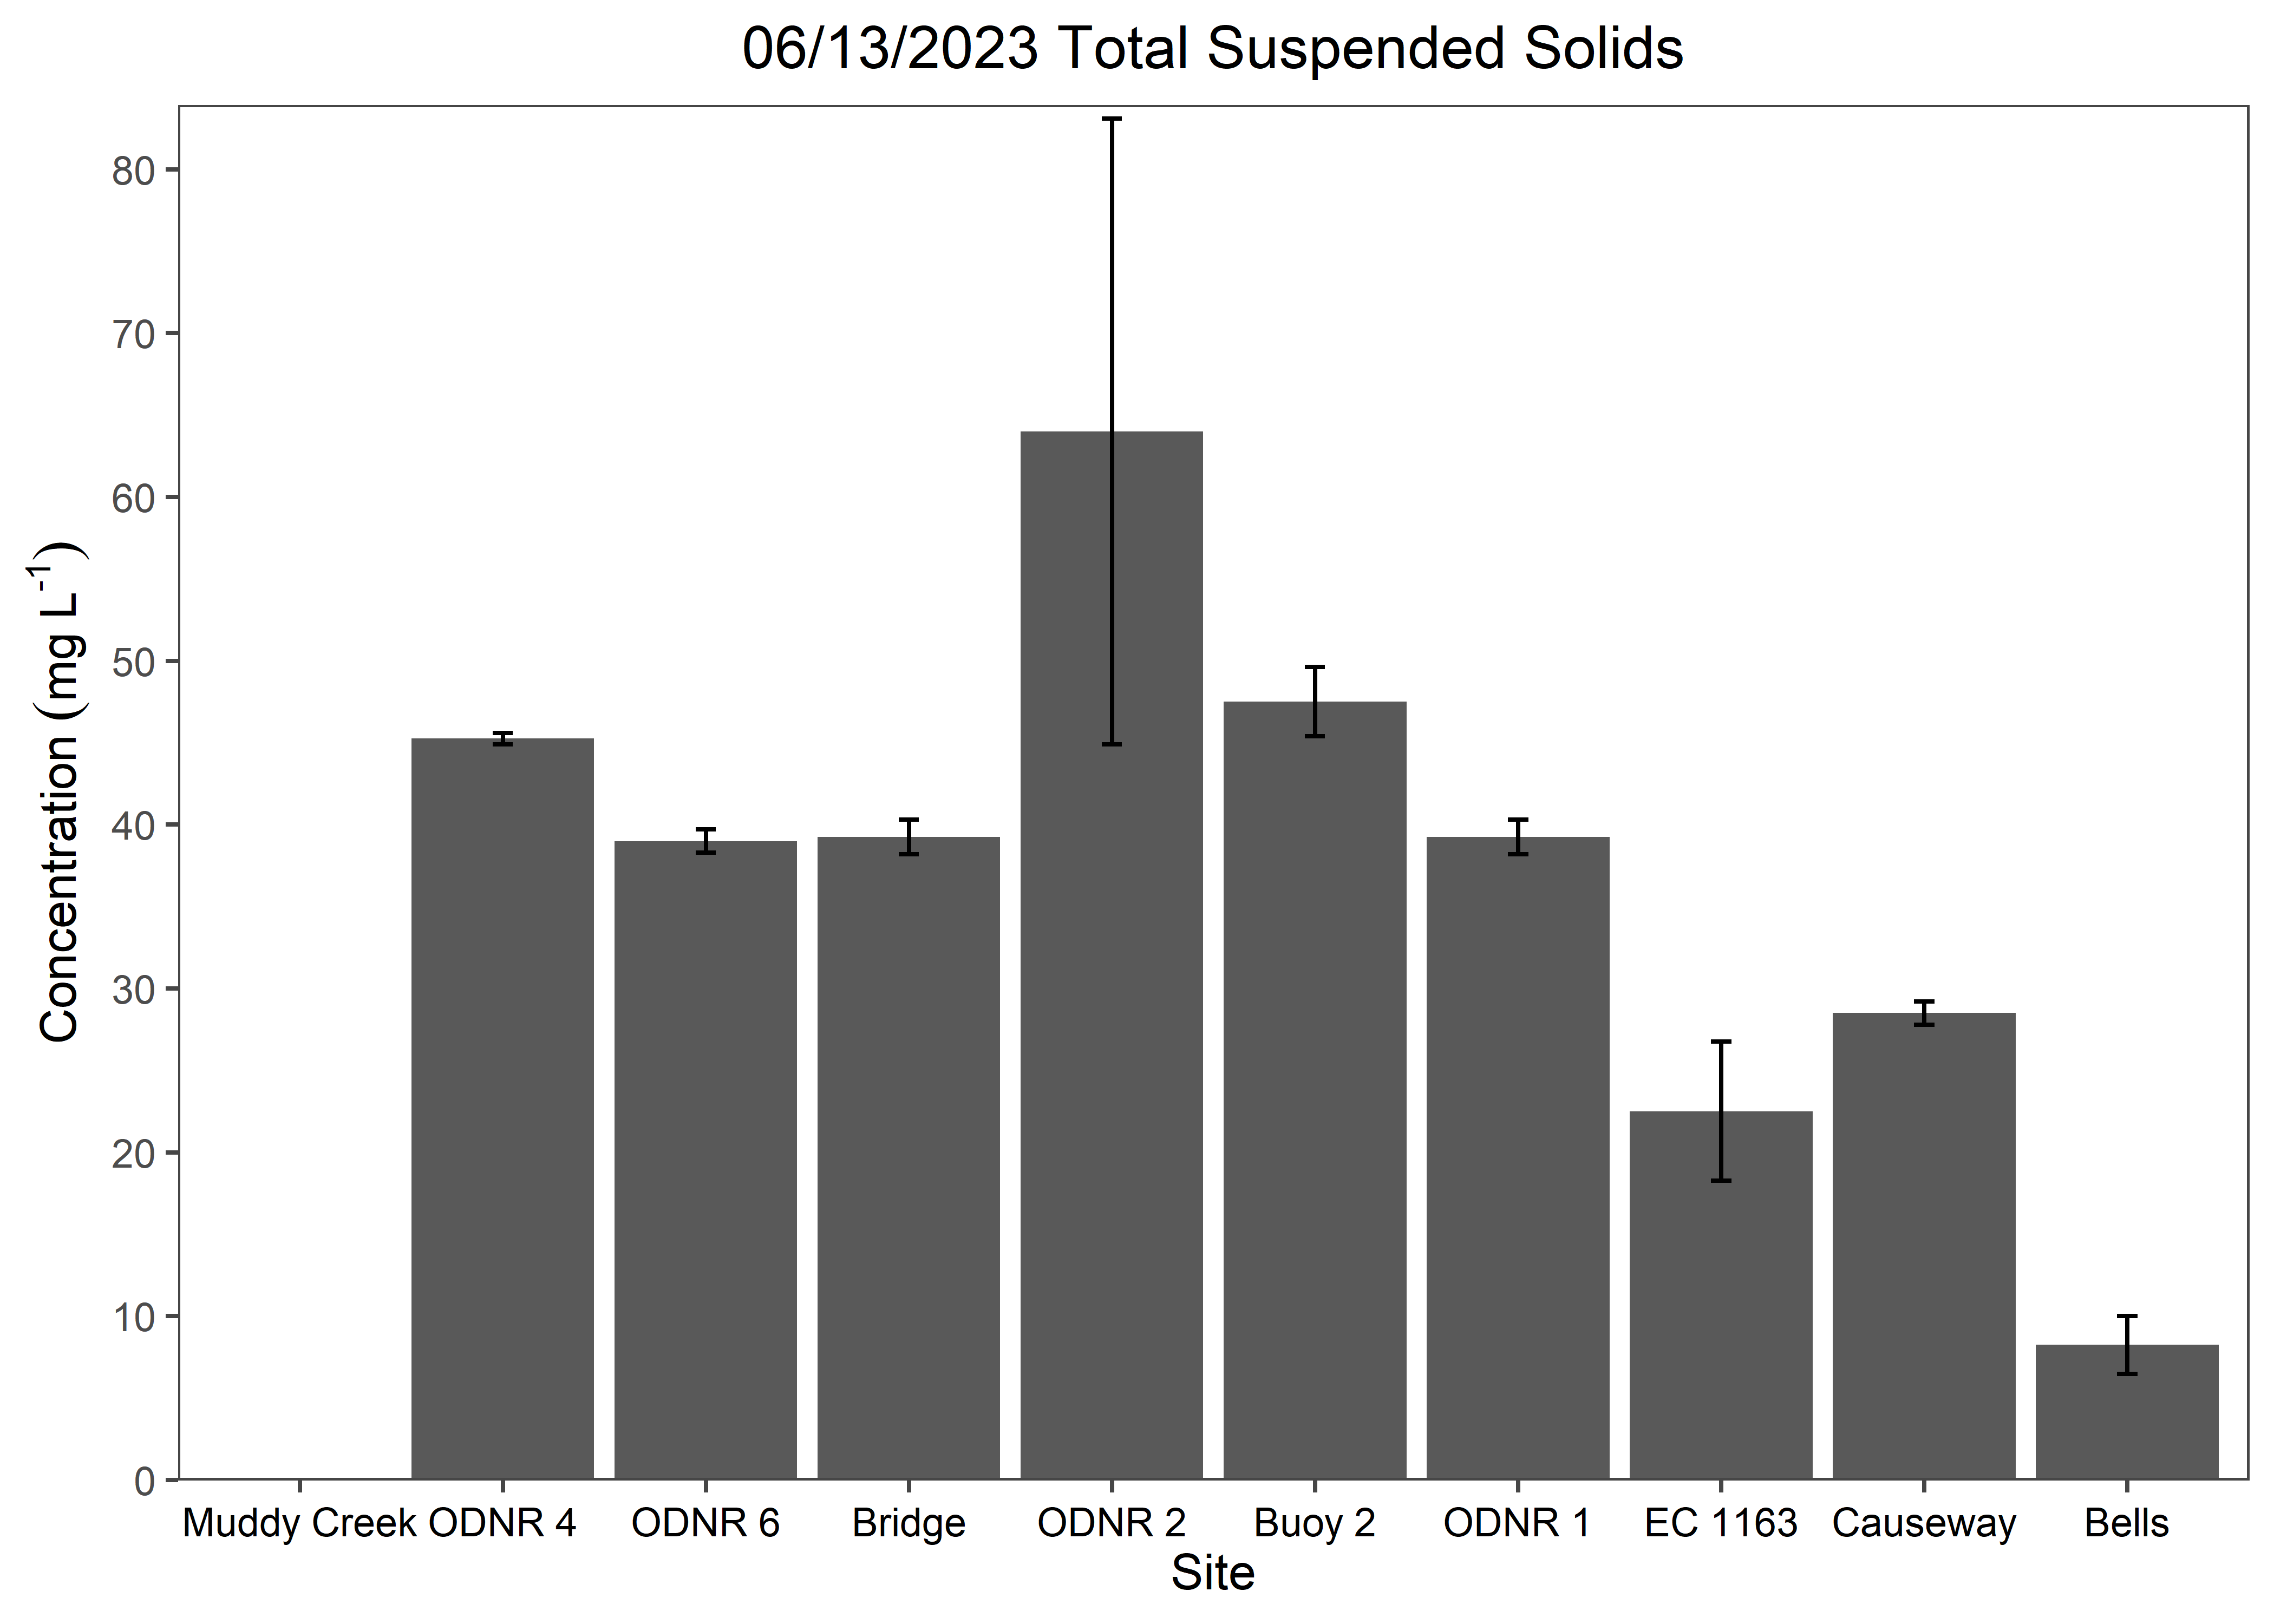 06/13/2023 Total Suspended Solids
Concentration (mg L⁻¹)
80
70
60
50
40
30
20
10
0
Muddy Creek ODNR 4 ODNR 6 Bridge ODNR 2 Buoy 2 ODNR 1 EC 1163 Causeway Bells
Site